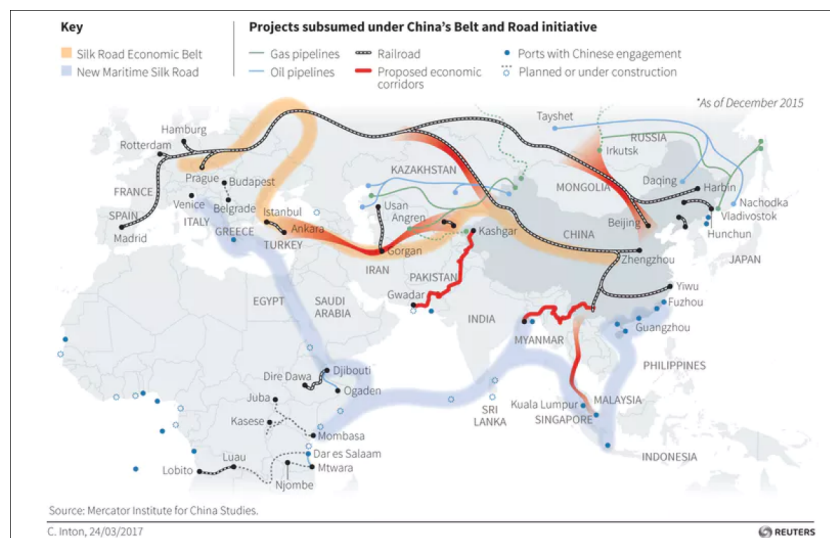 Key
Silk Road Economic Belt
New Maritime Silk Road
Projects subsumed under China's Belt and Road initiative
Gas pipelines
Oil pipelines
Railroad
Proposed economic
corridors
Ports with Chinese engagement
Planned or under construction
*As of December 2015
Tayshet
RUSSIA
Hamburg
Rotterdam
Irkutsk
KAZAKHSTAN
Prague
Budapest
MONGOLIA
Daqing
Harbin
FRANCE
Venice
Belgrade
Usan
Nachodka
SPAIN
ITALY
Istanbul
Angren
Vladivostok
Madrid
GREECE
Ankara
Beijing
Hunchun
TURKEY
Kashgar
CHINA
Gorgan
Zhengzhou
JAPAN
IRAN
PAKISTAN
Yiwu
EGYPT
SAUDI
ARABIA
Gwadar
Fuzhou
INDIA
Guangzhou
MYANMAR
PHILIPPINES
Djibouti
Dire Dawa
Ogaden
Juba
SRI
LANKA
Kuala Lumpur
MALAYSIA
SINGAPORE
Kasese
Mombasa
Dar es Salaam
INDONESIA
Luau
Lobito
Mtwara
Njombe
Source: Mercator Institute for China Studies.
C. Inton, 24/03/2017
REUTERS